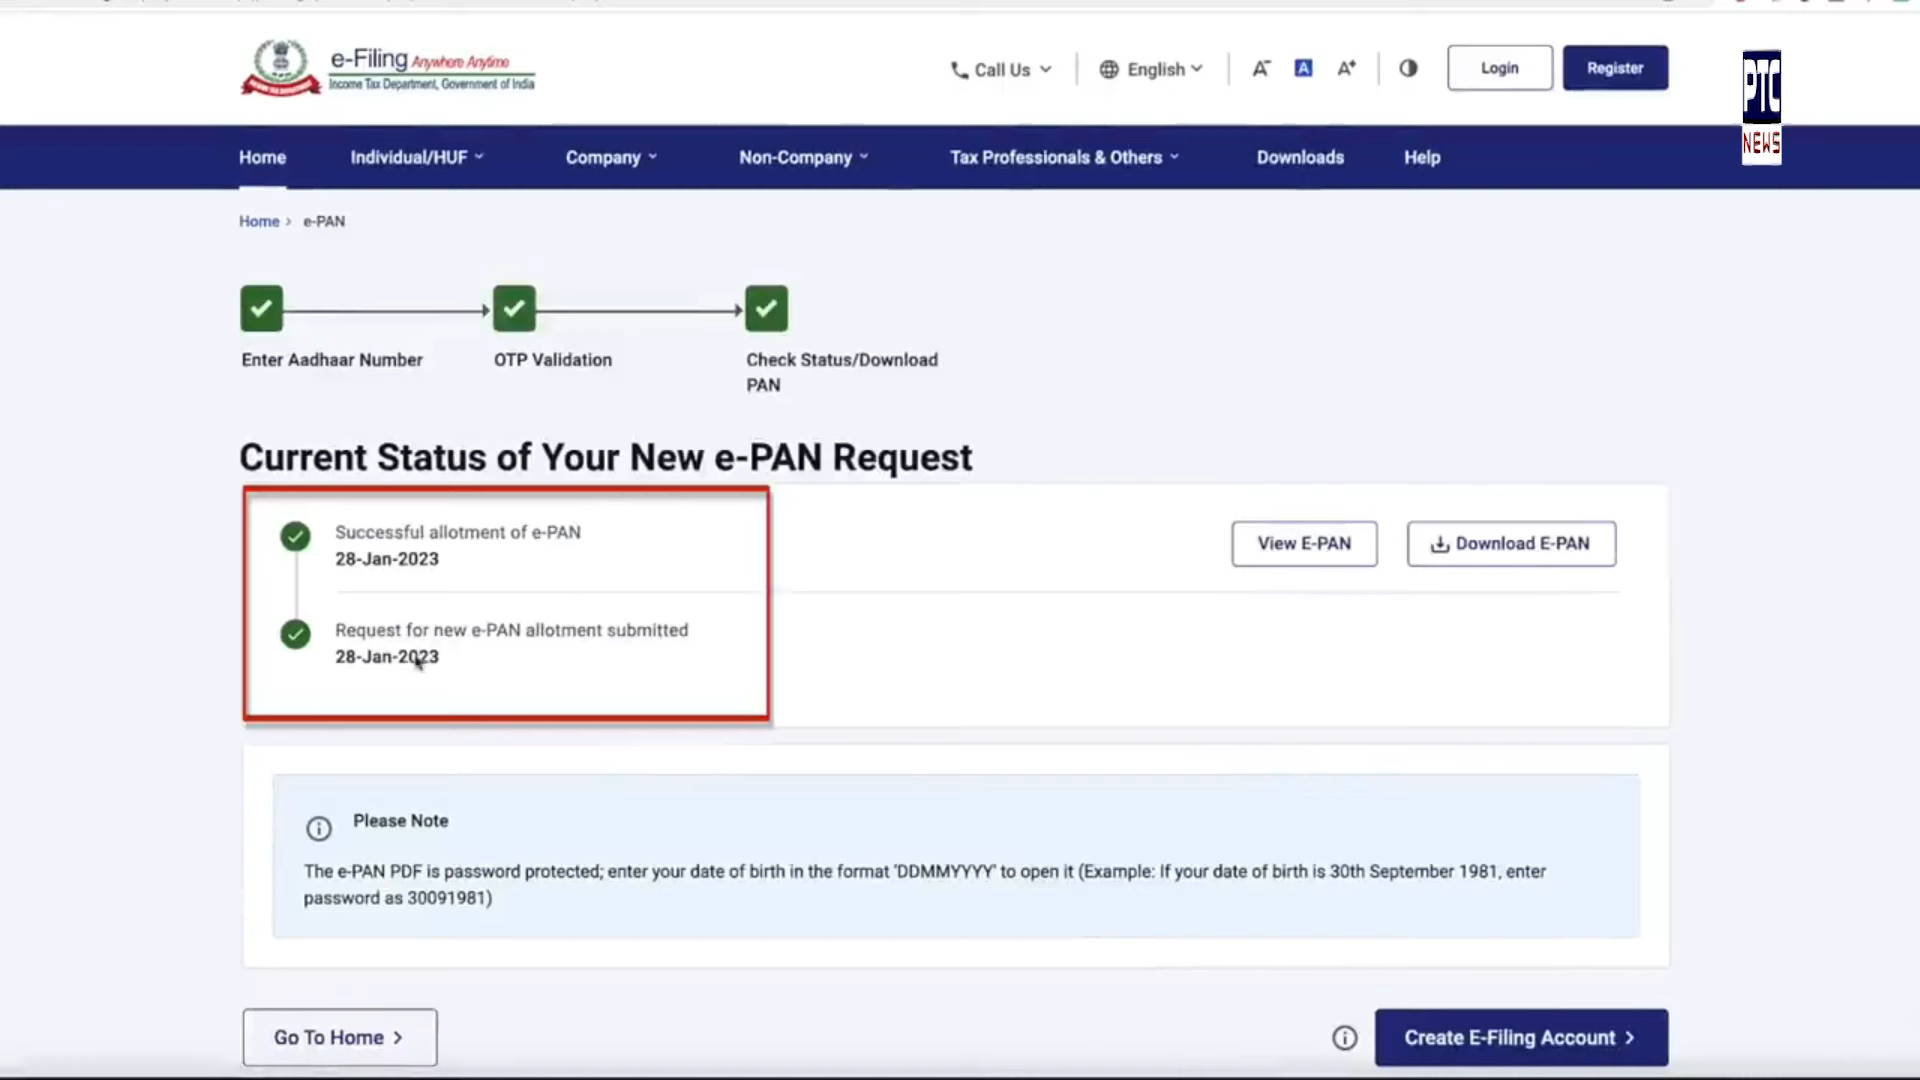 e-Filing Anywhere Anytime
Income Tax Department, Government of India
Call Us
English
A-
A
A+
Login
Register
PTC
NEWS
Home
Individual/HUF
Company
Non-Company
Tax Professionals & Others
Downloads
Help
Home > e-PAN
Enter Aadhaar Number
OTP Validation
Check Status/Download
PAN
Current Status of Your New e-PAN Request
Successful allotment of e-PAN
28-Jan-2023
View E-PAN
Download E-PAN
Request for new e-PAN allotment submitted
28-Jan-2023
Please Note
The e-PAN PDF is password protected; enter your date of birth in the format 'DDMMYYYY' to open it (Example: If your date of birth is 30th September 1981, enter
password as 30091981)
Go To Home >
Create E-Filing Account >